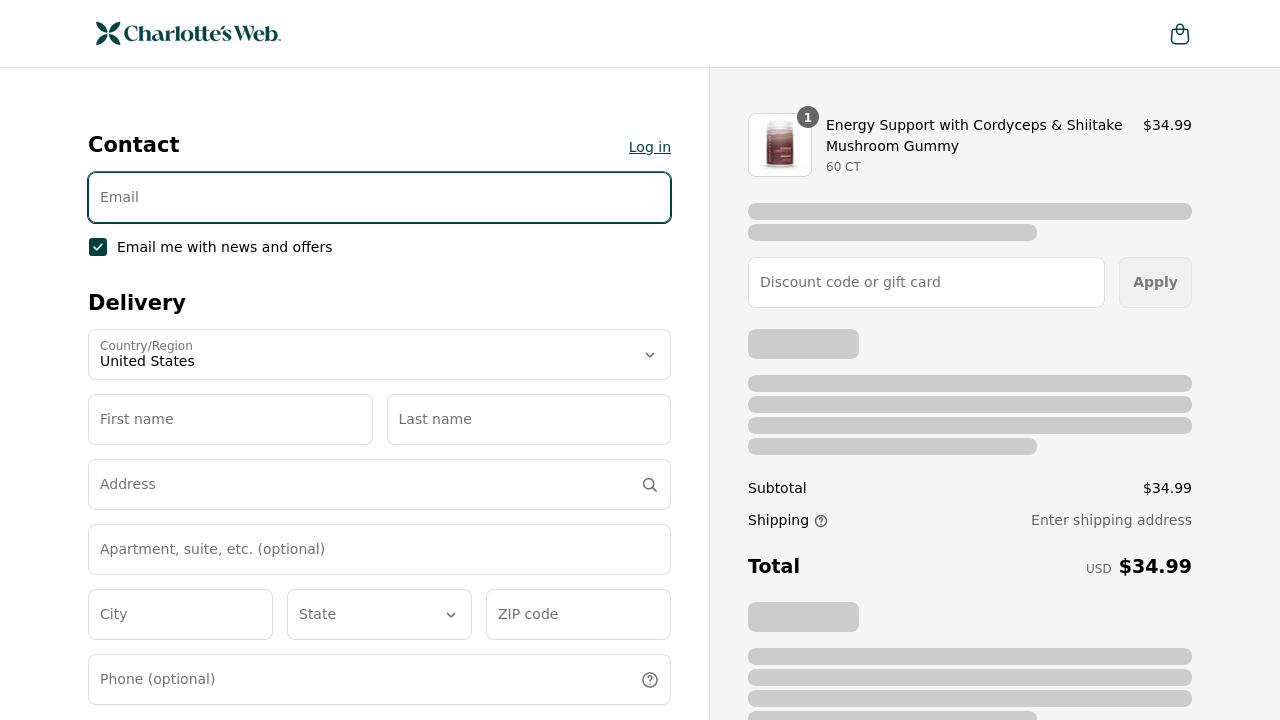 Charlotte's Web
Contact
Log in
Email
Email me with news and offers
Delivery
Country/Region
United States
First name
Last name
Address
Apartment, suite, etc. (optional)
City
State
ZIP code
Phone (optional)
1
Energy Support with Cordyceps & Shiitake
Mushroom Gummy
60 CT
$34.99
Discount code or gift card
Apply
Subtotal
$34.99
Shipping
Enter shipping address
Total
USD $34.99